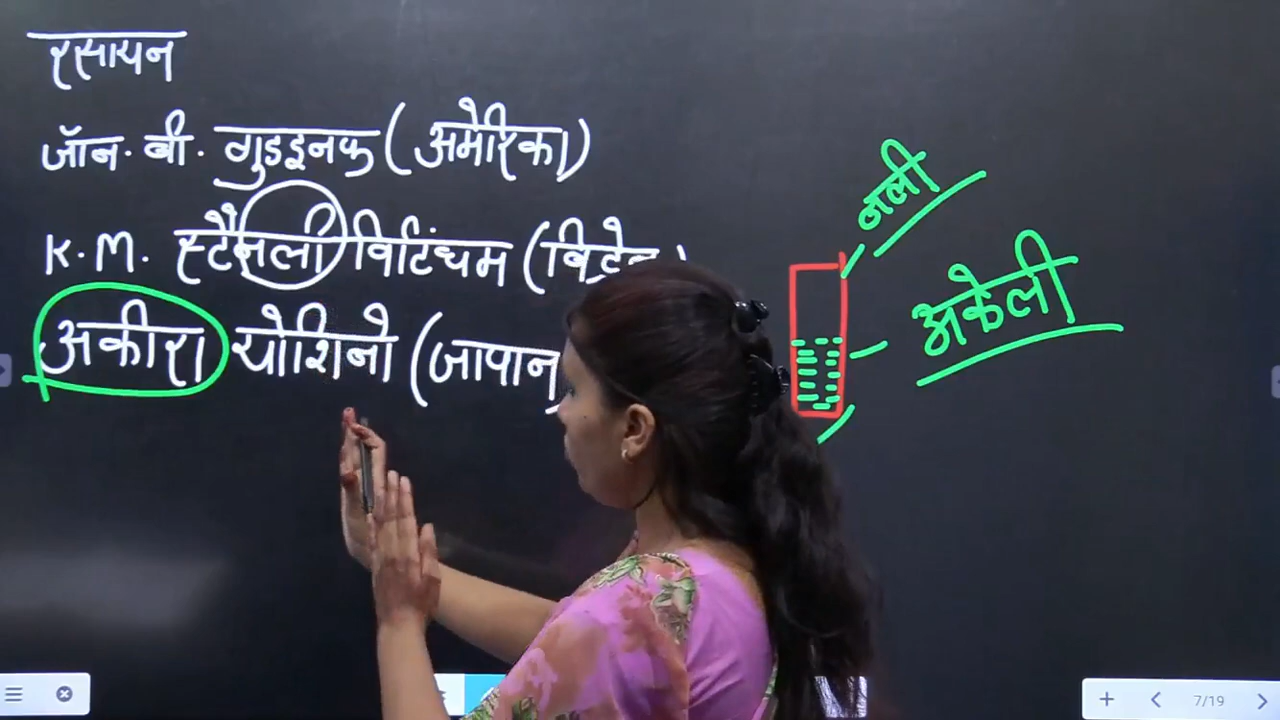 रसायन
जॉन. बी. गुडइनफ (अमेरिका)
K.M. स्टैनली विटिंघम (ब्रिटेन)
अकीरा योशिनो (जापान
नली
अकेली
7/19